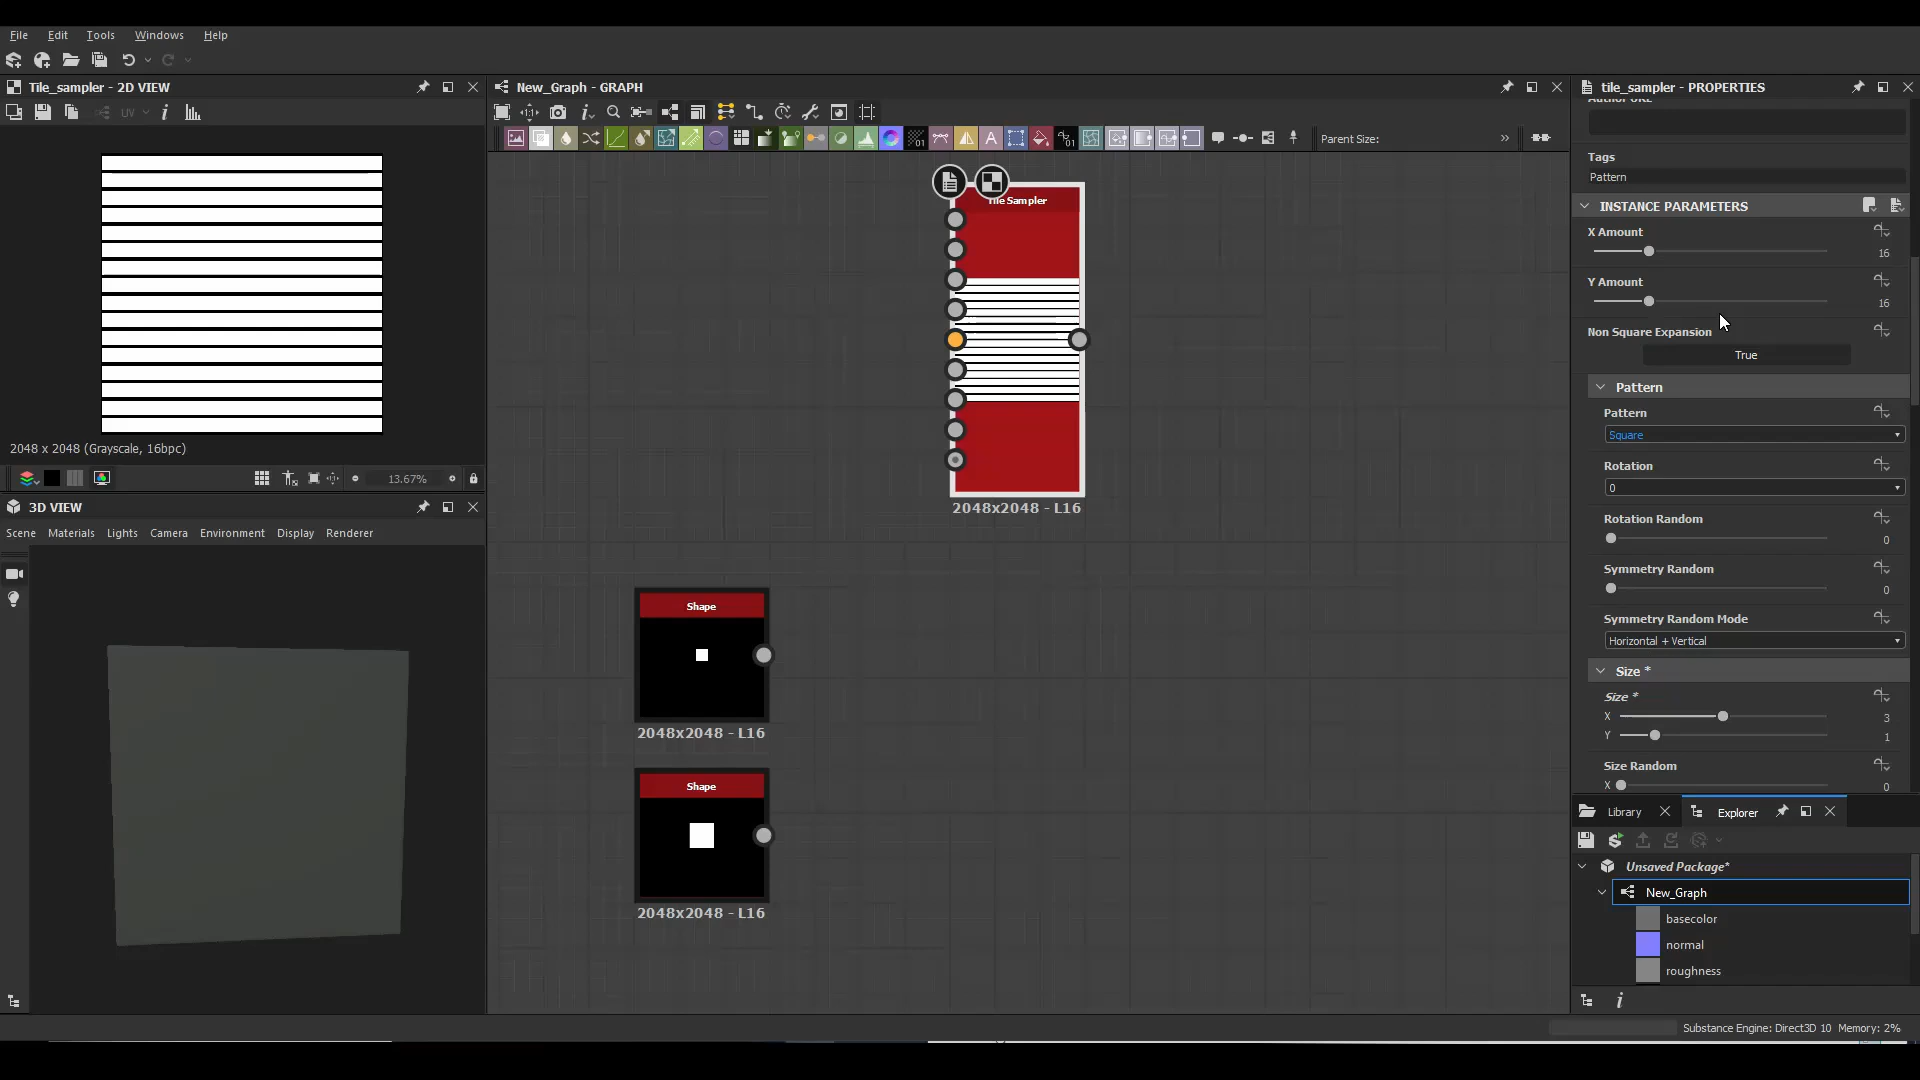 File Edit Tools Windows Help
Tile_sampler - 2D VIEW
UV
2048 x 2048 (Grayscale, 16bpc)
13.67%
3D VIEW
Scene Materials Lights Camera Environment Display Renderer
New_Graph - GRAPH
Parent Size:
Tile Sampler
2048x2048 - L16
Shape
2048x2048 - L16
Shape
2048x2048 - L16
tile_sampler - PROPERTIES
Author URL
Tags
Pattern
INSTANCE PARAMETERS
X Amount
16
Y Amount
16
Non Square Expansion
True
Pattern
Pattern
Square
Rotation
0
Rotation Random
0
Symmetry Random
0
Symmetry Random Mode
Horizontal + Vertical
Size *
Size *
X 3
Y 1
Size Random
X 0
Library Explorer
Unsaved Package*
New_Graph
basecolor
normal
roughness
Substance Engine: Direct3D 10 Memory: 2%